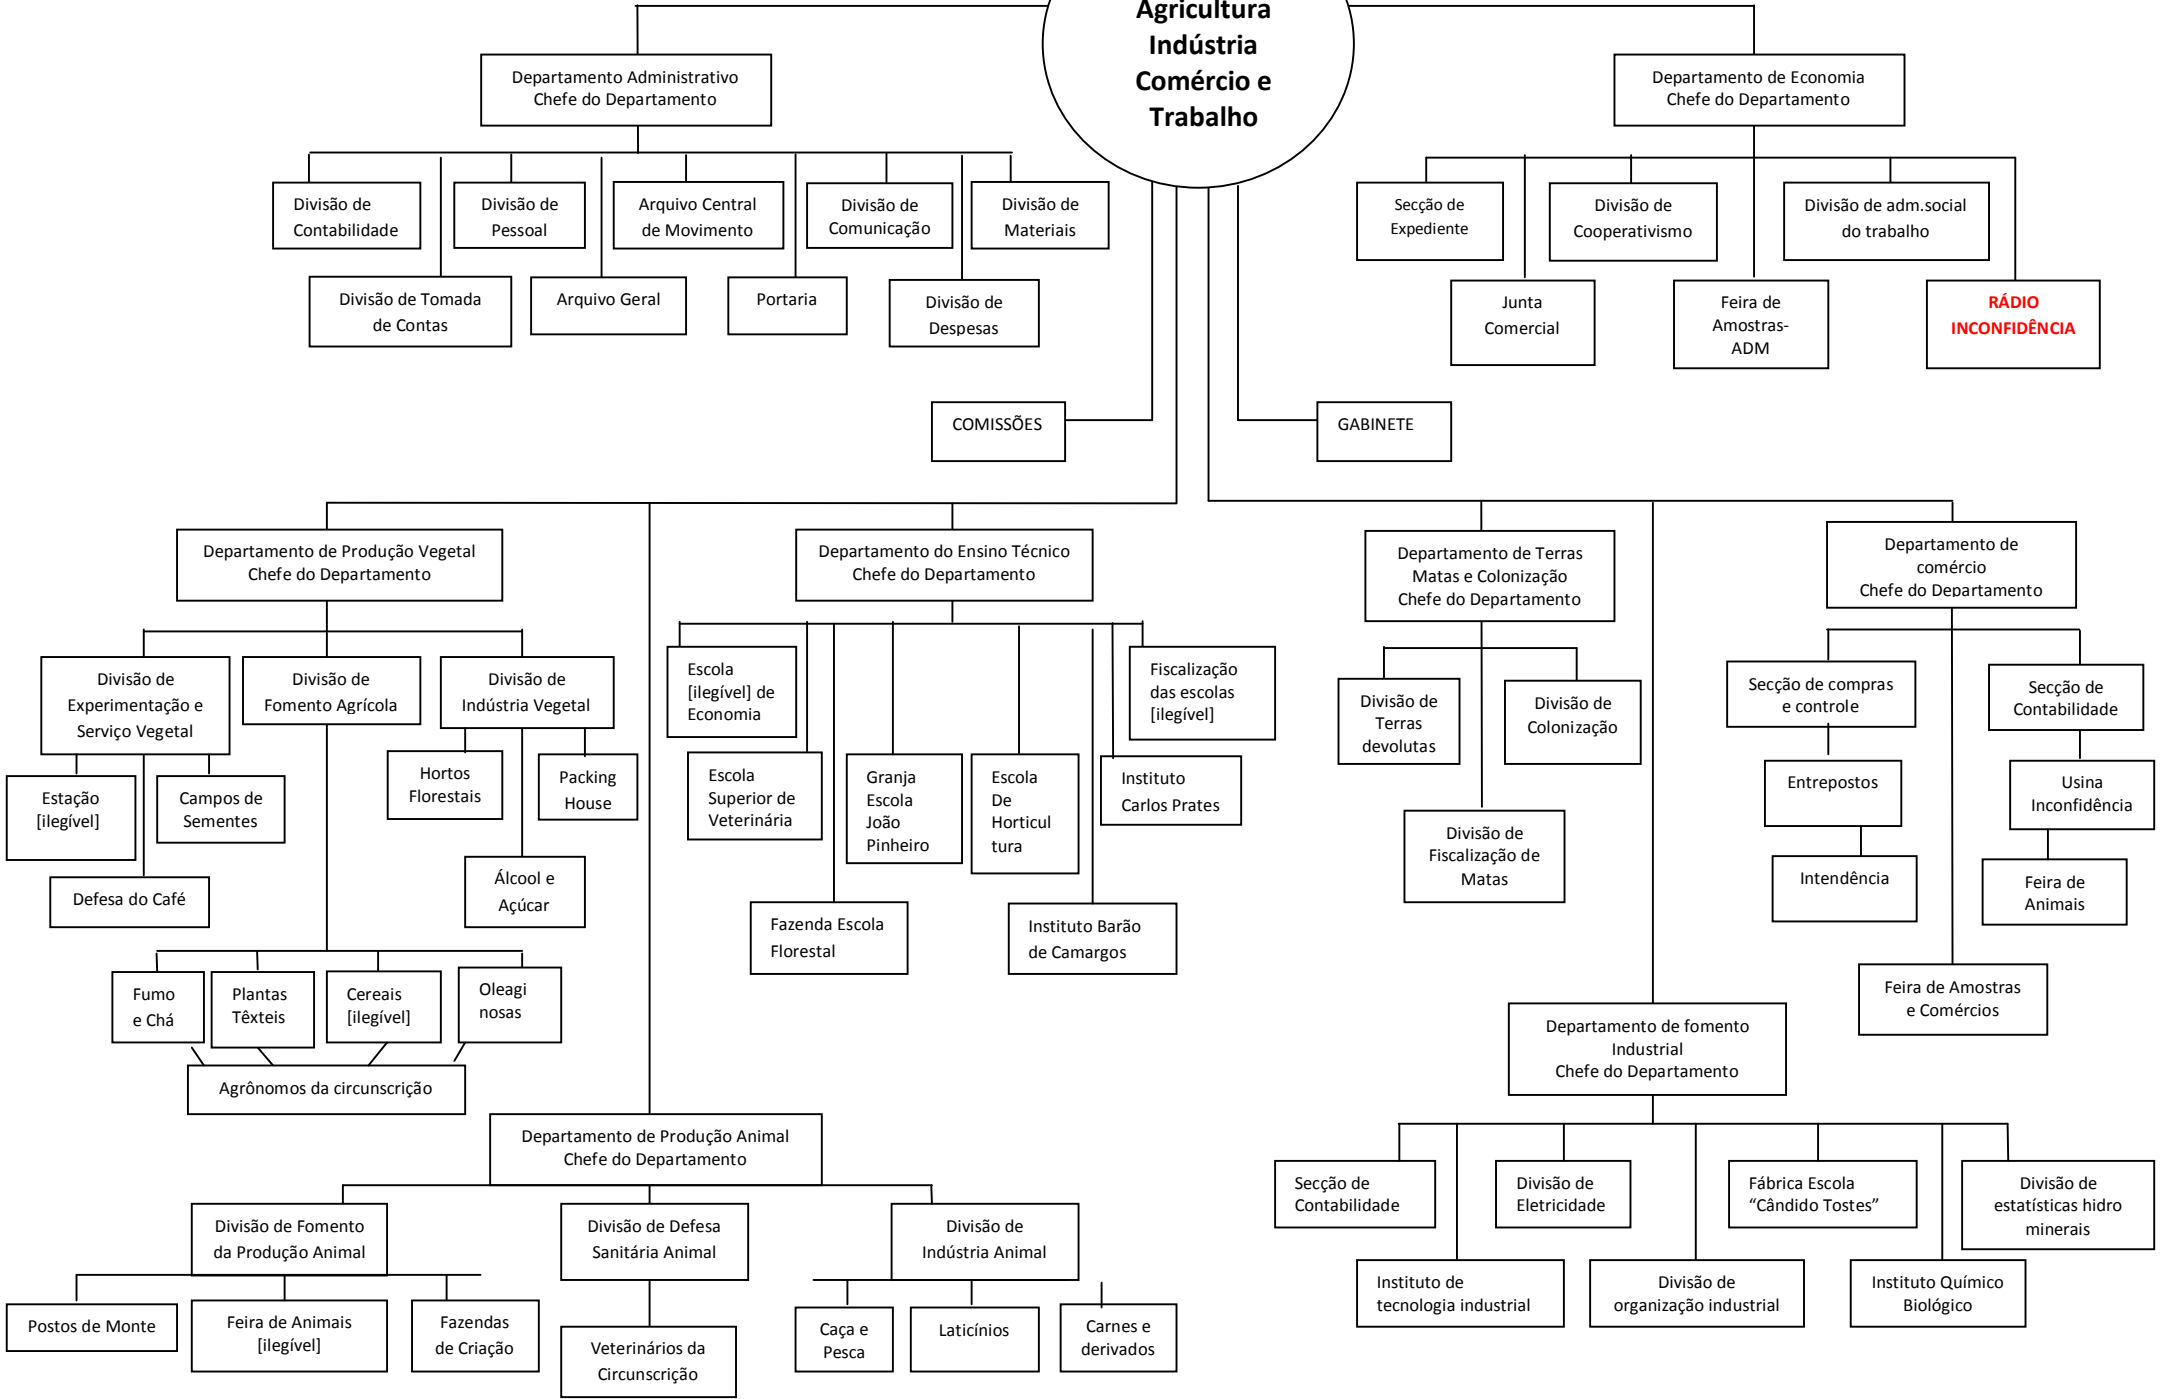 Agricultura
Indústria
Comércio e
Trabalho
Departamento Administrativo
Chefe do Departamento
Departamento de Economia
Chefe do Departamento
Divisão de
Contabilidade
Divisão de
Pessoal
Arquivo Central
de Movimento
Divisão de
Comunicação
Divisão de
Materiais
Divisão de Tomada
de Contas
Arquivo Geral
Portaria
Divisão de
Despesas
Secção de
Expediente
Divisão de
Cooperativismo
Divisão de adm.social
do trabalho
Junta
Comercial
Feira de
Amostras-
ADM
RÁDIO
INCONFIDÊNCIA
COMISSÕES
GABINETE
Departamento de Produção Vegetal
Chefe do Departamento
Departamento do Ensino Técnico
Chefe do Departamento
Departamento de Terras
Matas e Colonização
Chefe do Departamento
Departamento de
comércio
Chefe do Departamento
Divisão de
Experimentação e
Serviço Vegetal
Divisão de
Fomento Agrícola
Divisão de
Indústria Vegetal
Estação
[ilegível]
Campos de
Sementes
Defesa do Café
Hortos
Florestais
Packing
House
Álcool e
Açúcar
Fumo
e Chá
Plantas
Têxteis
Cereais
[ilegível]
Oleagi
nosas
Agrônomos da circunscrição
Escola
[ilegível] de
Economia
Fiscalização
das escolas
[ilegível]
Escola
Superior de
Veterinária
Granja
Escola
João
Pinheiro
Escola
De
Horticul
tura
Instituto
Carlos Prates
Fazenda Escola
Florestal
Instituto Barão
de Camargos
Divisão de
Terras
devolutas
Divisão de
Colonização
Divisão de
Fiscalização de
Matas
Secção de compras
e controle
Secção de
Contabilidade
Entrepostos
Usina
Inconfidência
Intendência
Feira de
Animais
Feira de Amostras
e Comércios
Departamento de fomento
Industrial
Chefe do Departamento
Departamento de Produção Animal
Chefe do Departamento
Divisão de Fomento
da Produção Animal
Divisão de Defesa
Sanitária Animal
Divisão de
Indústria Animal
Postos de Monte
Feira de Animais
[ilegível]
Fazendas
de Criação
Veterinários da
Circunscrição
Caça e
Pesca
Laticínios
Carnes e
derivados
Secção de
Contabilidade
Divisão de
Eletricidade
Fábrica Escola
“Cândido Tostes”
Divisão de
estatísticas hidro
minerais
Instituto de
tecnologia industrial
Divisão de
organização industrial
Instituto Químico
Biológico